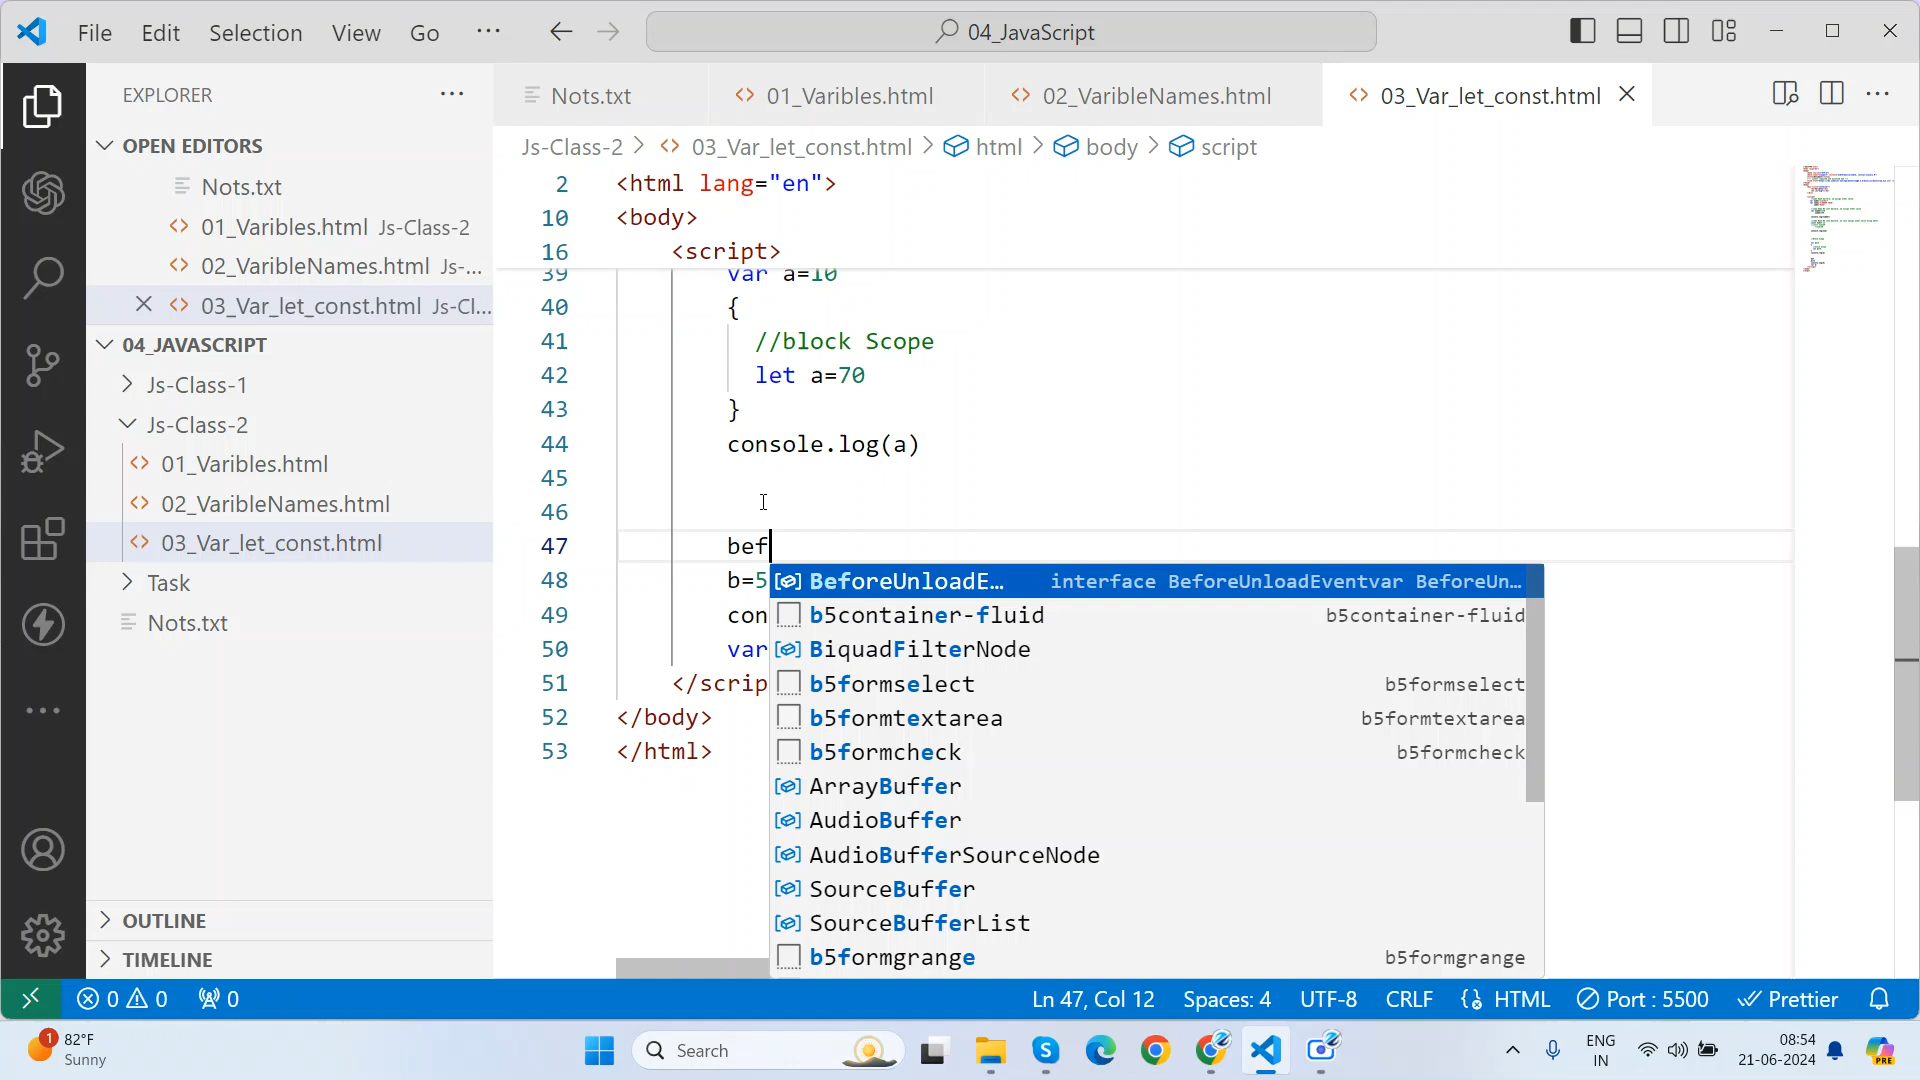 File Edit Selection View Go ··· 04_JavaScript
EXPLORER ···
OPEN EDITORS
Nots.txt
01_Varibles.html Js-Class-2
02_VaribleNames.html Js-...
03_Var_let_const.html Js-Cl...
04_JAVASCRIPT
Js-Class-1
Js-Class-2
01_Varibles.html
02_VaribleNames.html
03_Var_let_const.html
Task
Nots.txt
OUTLINE
TIMELINE
Nots.txt 01_Varibles.html 02_VaribleNames.html 03_Var_let_const.html
Js-Class-2 > 03_Var_let_const.html > html > body > script
2 <html lang="en">
10 <body>
16 <script>
39 var a=10
40 {
41 //block Scope
42 let a=70
43 }
44 console.log(a)
45
46
47 bef
48 b=5
49 con
50 var
51 </scrip
52 </body>
53 </html>
BeforeUnloadE... interface BeforeUnloadEventvar BeforeUn...
b5container-fluid b5container-fluid
BiquadFilterNode
b5formselect b5formselect
b5formtextarea b5formtextarea
b5formcheck b5formcheck
ArrayBuffer
AudioBuffer
AudioBufferSourceNode
SourceBuffer
SourceBufferList
b5formgrange b5formgrange
0 0 0 Ln 47, Col 12 Spaces: 4 UTF-8 CRLF HTML Port : 5500 Prettier
1 82°F
Sunny
Search
ENG
IN
08:54
21-06-2024
PRE